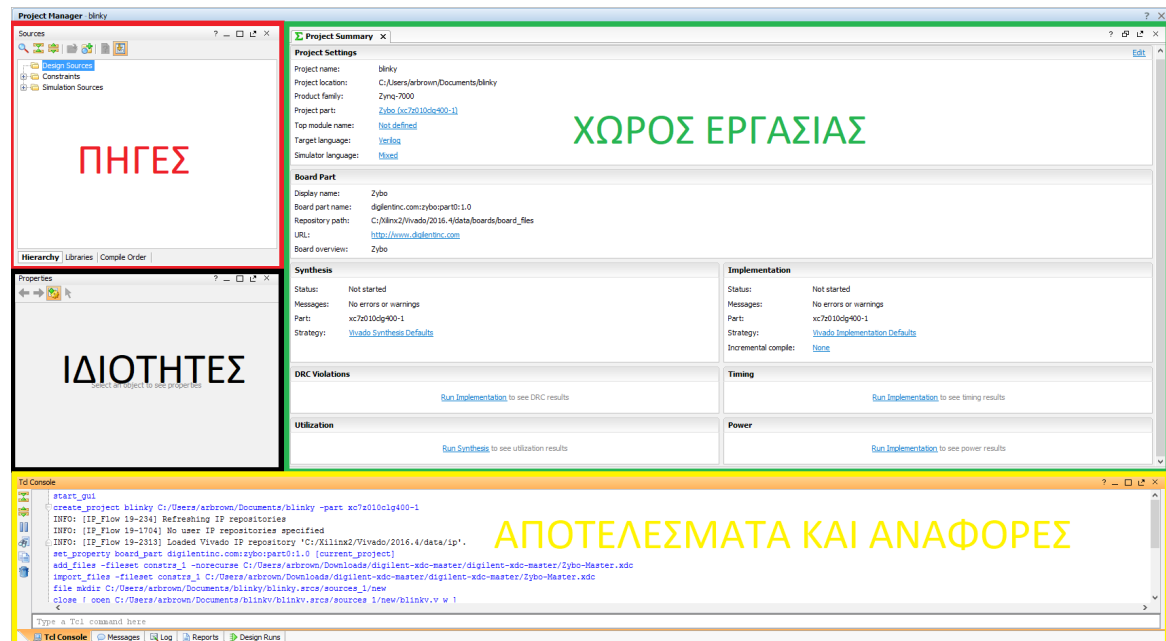 Project Manager - blinky
Sources
Design Sources
Constraints
Simulation Sources
ΠΗΓΕΣ
Hierarchy Libraries Compile Order
Properties
ΙΔΙΟΤΗΤΕΣ
Select an object to see properties
Σ Project Summary
Project Settings Edit
Project name: blinky
Project location: C:/Users/arbrown/Documents/blinky
Product family: Zynq-7000
Project part: Zybo (xc7z010clg400-1)
Top module name: Not defined
Target language: Verilog
Simulator language: Mixed
ΧΩΡΟΣ ΕΡΓΑΣΙΑΣ
Board Part
Display name: Zybo
Board part name: digilentinc.com:zybo:part0:1.0
Repository path: C:/Xilinx2/Vivado/2016.4/data/boards/board_files
URL: http://www.digilentinc.com
Board overview: Zybo
Synthesis
Status: Not started
Messages: No errors or warnings
Part: xc7z010clg400-1
Strategy: Vivado Synthesis Defaults
Implementation
Status: Not started
Messages: No errors or warnings
Part: xc7z010clg400-1
Strategy: Vivado Implementation Defaults
Incremental compile: None
DRC Violations
Run Implementation to see DRC results
Timing
Run Implementation to see timing results
Utilization
Run Synthesis to see utilization results
Power
Run Implementation to see power results
Tcl Console
start_gui
create_project blinky C:/Users/arbrown/Documents/blinky -part xc7z010clg400-1
INFO: [IP_Flow 19-234] Refreshing IP repositories
INFO: [IP_Flow 19-1704] No user IP repositories specified
INFO: [IP_Flow 19-2313] Loaded Vivado IP repository 'C:/Xilinx2/Vivado/2016.4/data/ip'.
set_property board_part digilentinc.com:zybo:part0:1.0 [current_project]
add_files -fileset constrs_1 -norecurse C:/Users/arbrown/Downloads/digilent-xdc-master/digilent-xdc-master/Zybo-Master.xdc
import_files -fileset constrs_1 C:/Users/arbrown/Downloads/digilent-xdc-master/digilent-xdc-master/Zybo-Master.xdc
file mkdir C:/Users/arbrown/Documents/blinky/blinky.srcs/sources_1/new
close [ open C:/Users/arbrown/Documents/blinky/blinky.srcs/sources_1/new/blinky.v w ]
ΑΠΟΤΕΛΕΣΜΑΤΑ ΚΑΙ ΑΝΑΦΟΡΕΣ
Type a Tcl command here
Tcl Console Messages Log Reports Design Runs